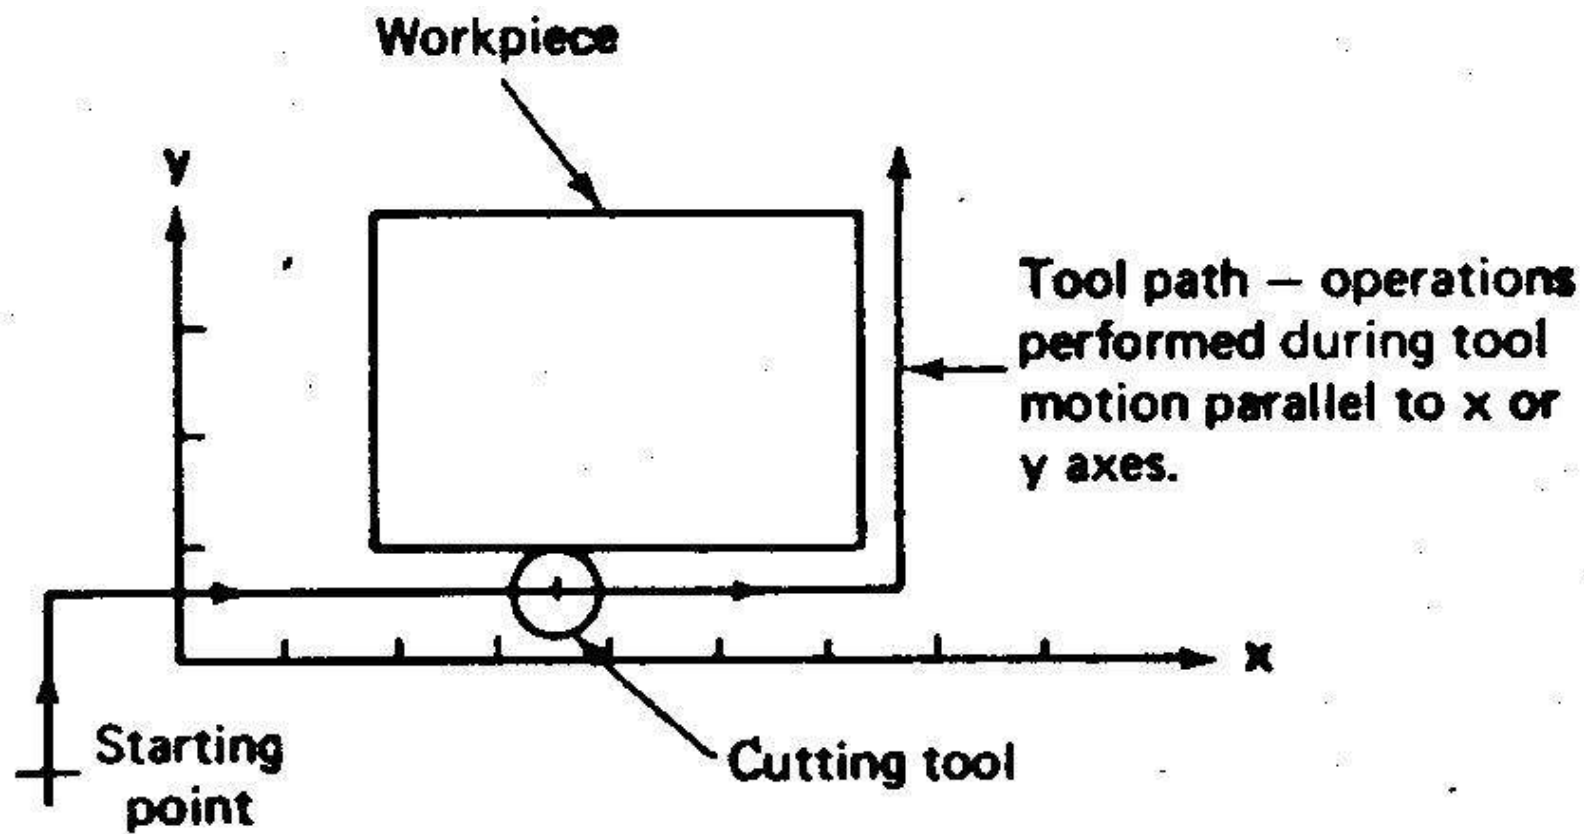 Workpiece
y
Tool path — operations
performed during tool
motion parallel to x or
y axes.
x
Starting
point
Cutting tool